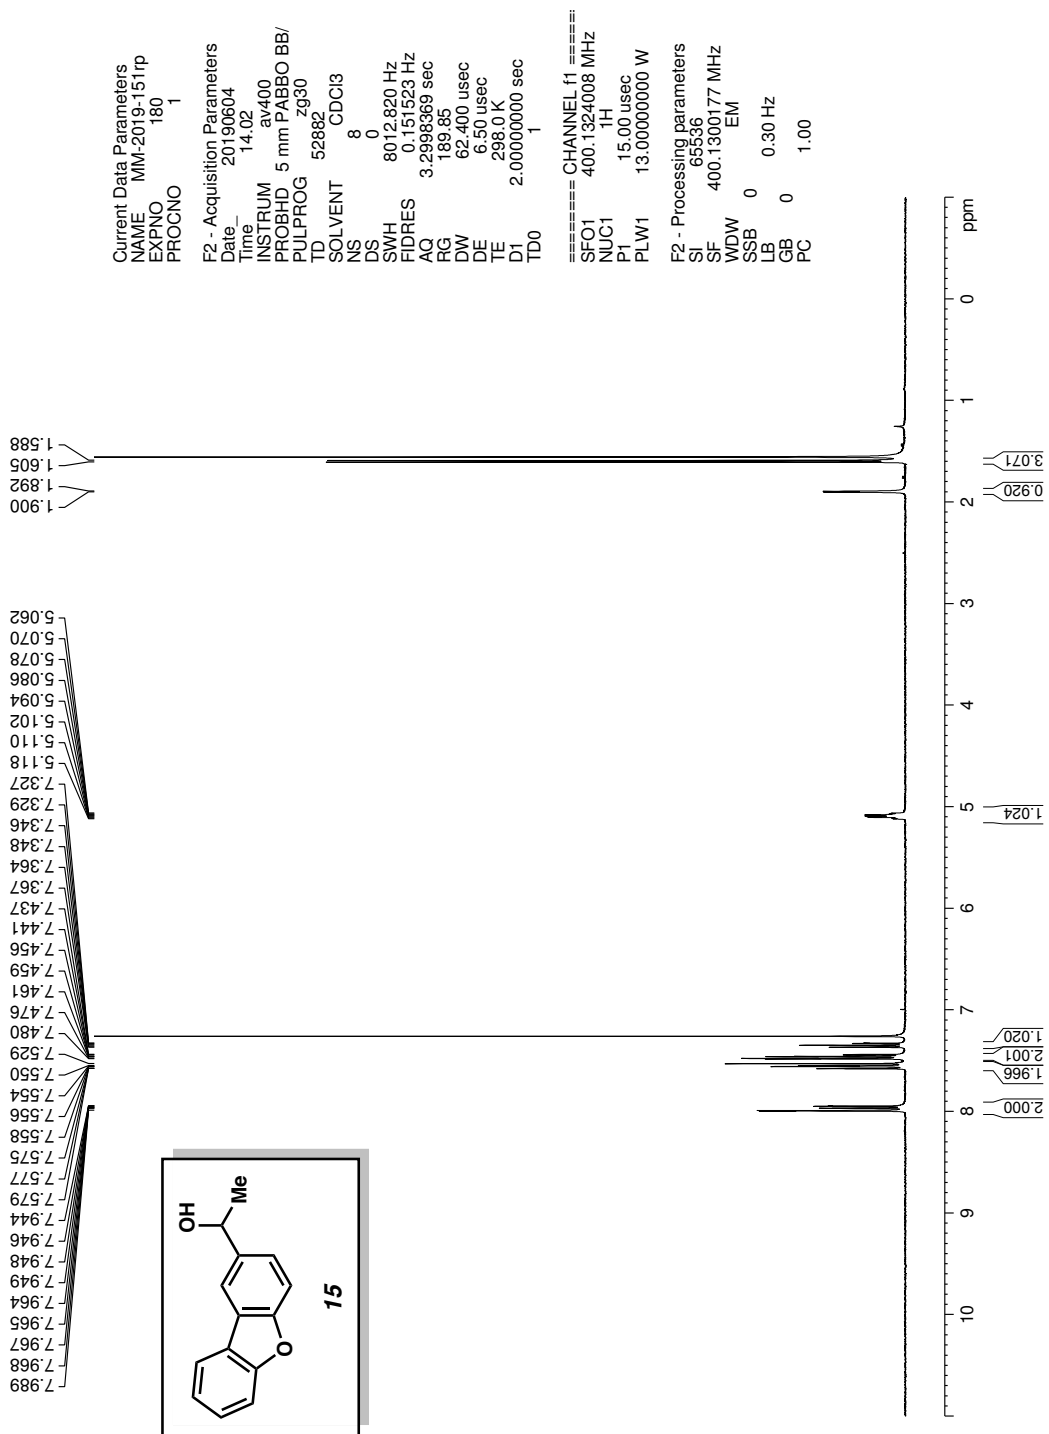 Current Data Parameters
NAME MM-2019-151rp
EXPNO 180
PROCNO 1
F2 - Acquisition Parameters
Date_ 20190604
Time 14.02
INSTRUM av400
PROBHD 5 mm PABBO BB/
PULPROG zg30
TD 52882
SOLVENT CDCl3
NS 8
DS 0
SWH 8012.820 Hz
FIDRES 0.151523 Hz
AQ 3.2998369 sec
RG 189.85
DW 62.400 usec
DE 6.50 usec
TE 298.0 K
D1 2.00000000 sec
TD0 1
======== CHANNEL f1 ========
SFO1 400.1324008 MHz
NUC1 1H
P1 15.00 usec
PLW1 13.00000000 W
F2 - Processing parameters
SI 65536
SF 400.1300177 MHz
WDW EM
SSB 0
LB 0.30 Hz
GB 0
PC 1.00
7.989
7.968
7.967
7.965
7.964
7.949
7.948
7.946
7.944
7.579
7.577
7.575
7.558
7.556
7.554
7.550
7.529
7.480
7.476
7.461
7.459
7.456
7.441
7.437
7.367
7.364
7.348
7.346
7.329
7.327
5.118
5.110
5.102
5.094
5.086
5.078
5.070
5.062
1.900
1.892
1.605
1.588
OH
Me
O
15
10 9 8 7 6 5 4 3 2 1 0 ppm
2.000
1.966
2.001
1.020
1.024
0.920
3.071